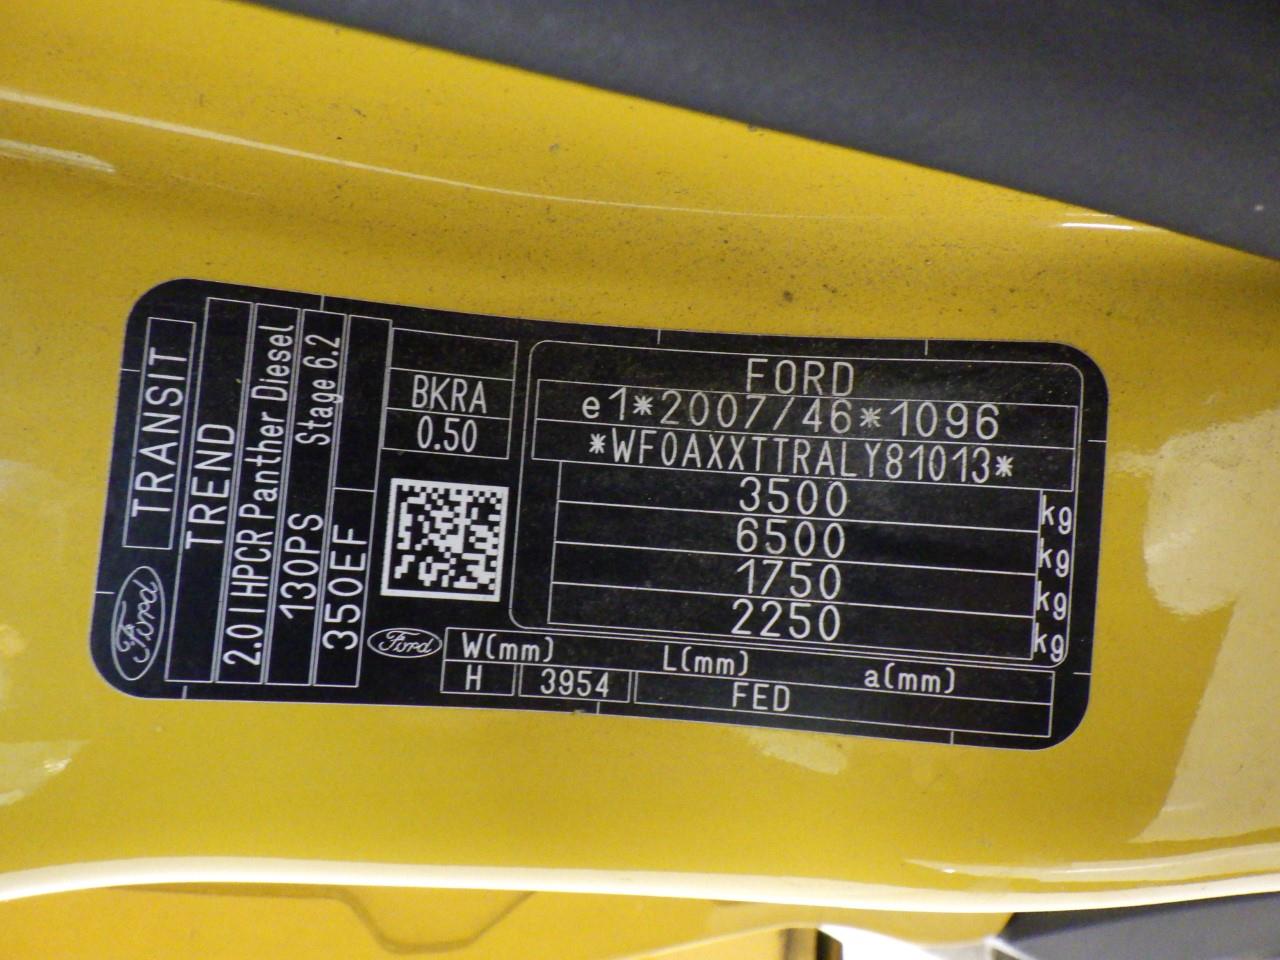 Ford
TRANSIT
TREND
2.0 l HPCR Panther Diesel
130PS Stage 6.2
350EF
BKRA
0.50
Ford
FORD
e1*2007/46*1096
*WF0AXXTTRALY81013*
3500 kg
6500 kg
1750 kg
2250 kg
W(mm) L(mm) a(mm)
H 3954 FED